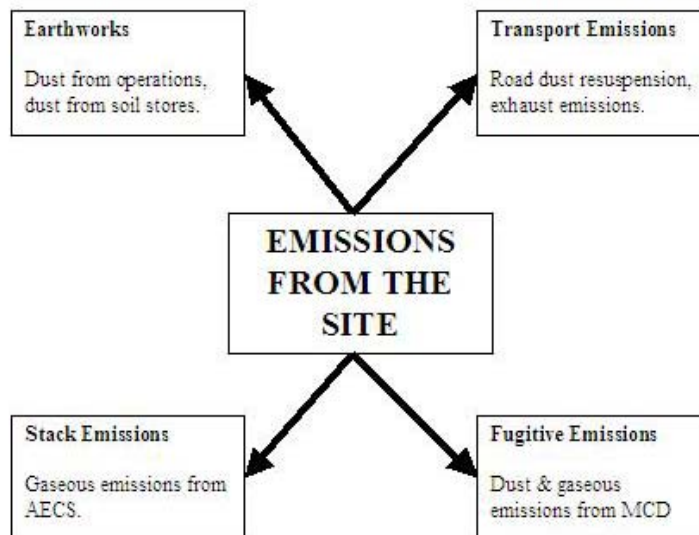 Earthworks
Dust from operations,
dust from soil stores.
Transport Emissions
Road dust resuspension,
exhaust emissions.
EMISSIONS
FROM THE
SITE
Stack Emissions
Gaseous emissions from
AECS.
Fugitive Emissions
Dust & gaseous
emissions from MCD